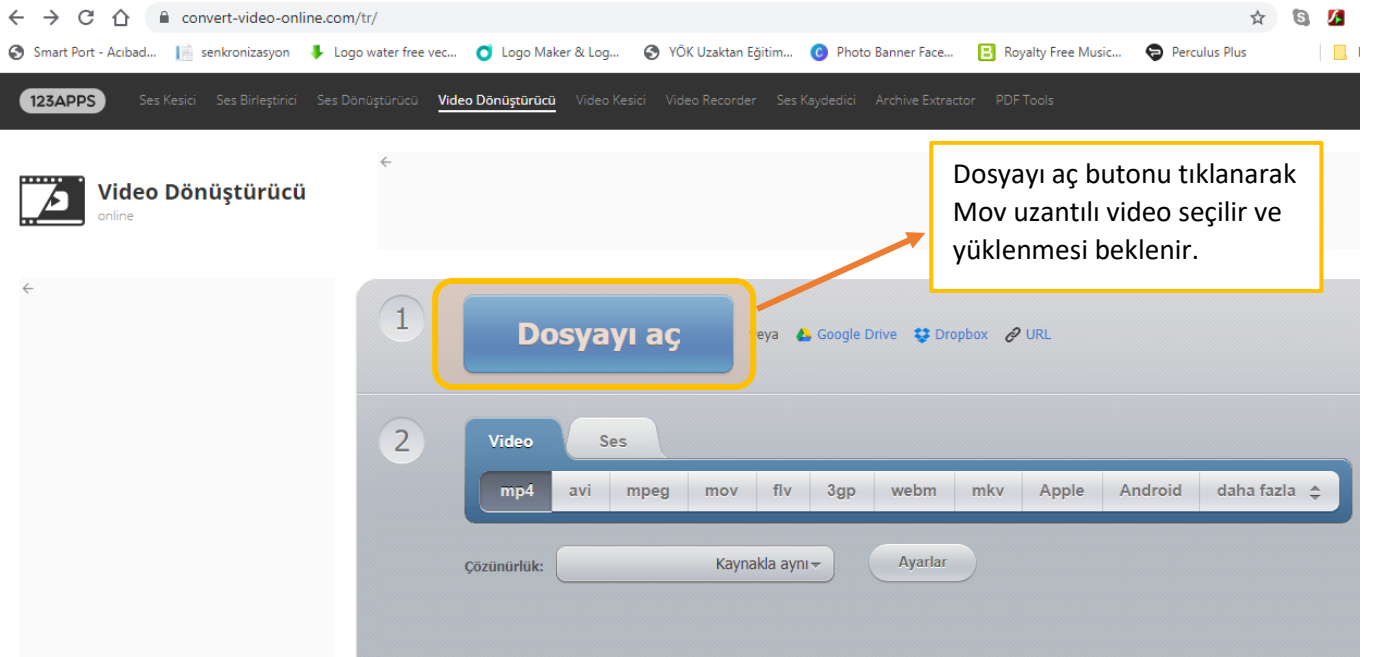 convert-video-online.com/tr/
Smart Port - Acıbad... senkronizasyon Logo water free vec... Logo Maker & Log... YÖK Uzaktan Eğitim... Photo Banner Face... Royalty Free Music... Perculus Plus
123APPS Ses Kesici Ses Birleştirici Ses Dönüştürücü Video Dönüştürücü Video Kesici Video Recorder Ses Kaydedici Archive Extractor PDF Tools
Video Dönüştürücü
online
Dosyayı aç butonu tıklanarak
Mov uzantılı video seçilir ve
yüklenmesi beklenir.
1
Dosyayı aç
eya Google Drive Dropbox URL
2
Video Ses
mp4 avi mpeg mov flv 3gp webm mkv Apple Android daha fazla
Çözünürlük: Kaynakla aynı Ayarlar